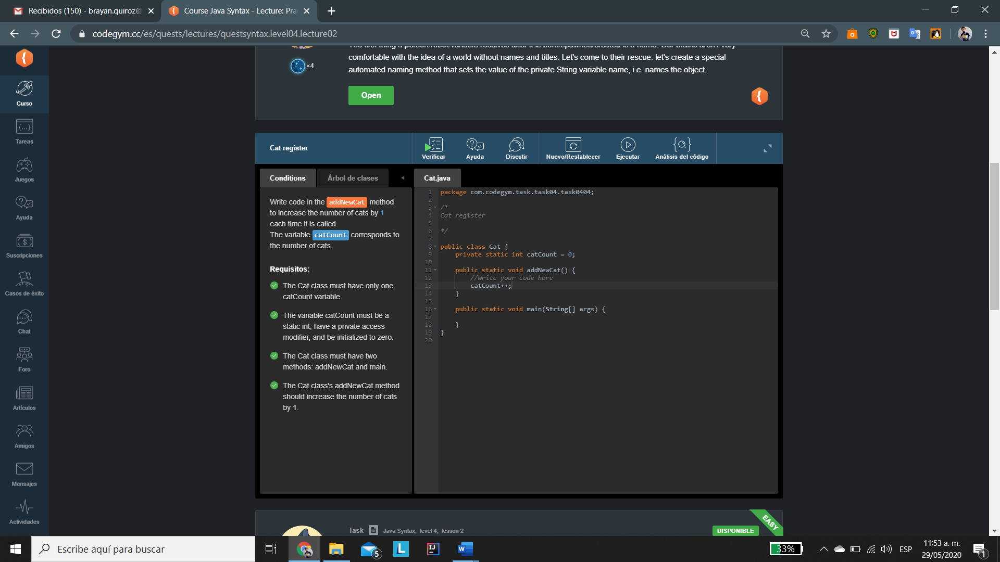 Recibidos (150) - brayan.quiroz@
Course Java Syntax - Lecture: Pra
codegym.cc/es/quests/lectures/questsyntax.level04.lecture02
comfortable with the idea of a world without names and titles. Let's come to their rescue: let's create a special
automated naming method that sets the value of the private String variable name, i.e. names the object.
×4
Open
Curso
Tareas
Juegos
Ayuda
Suscripciones
Casos de éxito
Chat
Foro
Artículos
Amigos
Mensajes
Actividades
Cat register
Verificar
Ayuda
Discutir
Nuevo/Restablecer
Ejecutar
Análisis del código
Conditions
Árbol de clases
Cat.java
Write code in the addNewCat method
to increase the number of cats by 1
each time it is called.
The variable catCount corresponds to
the number of cats.
Requisitos:
The Cat class must have only one
catCount variable.
The variable catCount must be a
static int, have a private access
modifier, and be initialized to zero.
The Cat class must have two
methods: addNewCat and main.
The Cat class's addNewCat method
should increase the number of cats
by 1.
1 package com.codegym.task.task04.task0404;
2
3 /*
4 Cat register
5
6 */
7
8 public class Cat {
9 private static int catCount = 0;
10
11 public static void addNewCat() {
12 //write your code here
13 catCount++;
14 }
15
16 public static void main(String[] args) {
17
18 }
19 }
20
Task Java Syntax, level 4, lesson 2
DISPONIBLE
EASY
Escribe aquí para buscar
5
33%
ESP
11:53 a. m.
29/05/2020
1